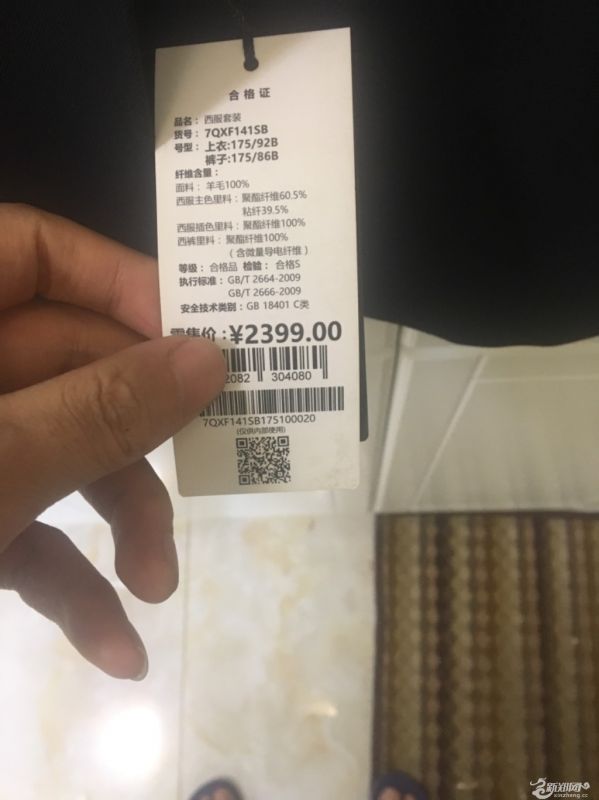 合格证
品名：西服套装
货号：7QXF141SB
号型：上衣:175/92B
裤子:175/86B
纤维含量：
面料：羊毛100%
西服主色里料：聚酯纤维60.5%
粘纤39.5%
西服插色里料：聚酯纤维100%
西裤里料：聚酯纤维100%
（含微量导电纤维）
等级：合格品 检验：合格S
执行标准：GB/T 2664-2009
GB/T 2666-2009
安全技术类别：GB 18401 C类
零售价:¥2399.00
2082 304080
7QXF141SB175100020
(仅供内部使用)
新郑网
xinzheng.cc